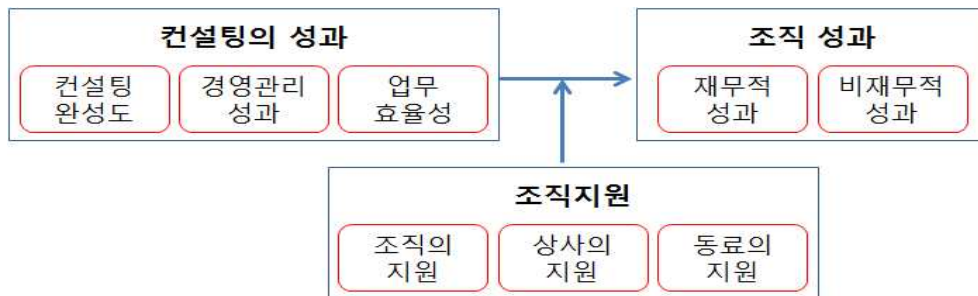 컨설팅의 성과
컨설팅
완성도
경영관리
성과
업무
효율성
조직 성과
재무적
성과
비재무적
성과
조직지원
조직의
지원
상사의
지원
동료의
지원